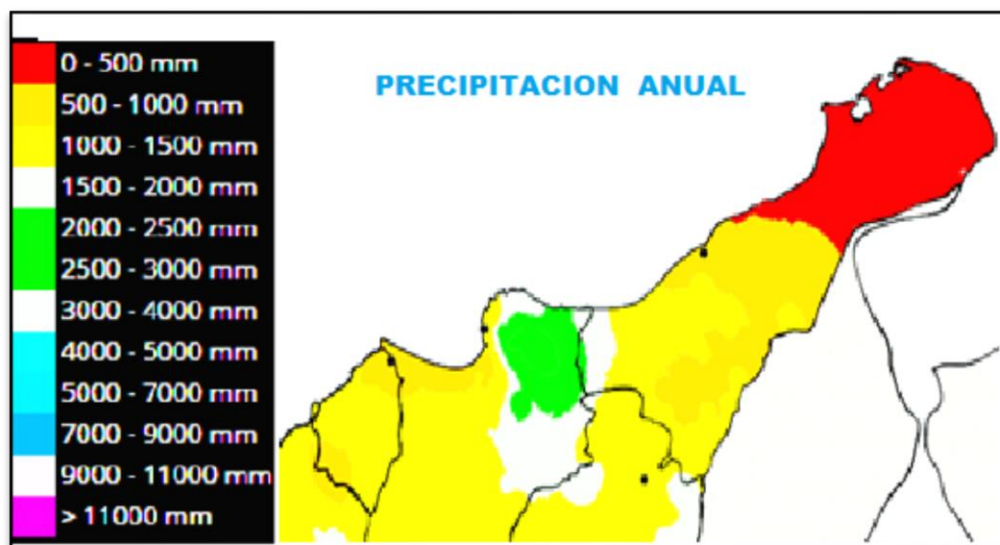 PRECIPITACION ANUAL
0 - 500 mm
500 - 1000 mm
1000 - 1500 mm
1500 - 2000 mm
2000 - 2500 mm
2500 - 3000 mm
3000 - 4000 mm
4000 - 5000 mm
5000 - 7000 mm
7000 - 9000 mm
9000 - 11000 mm
> 11000 mm